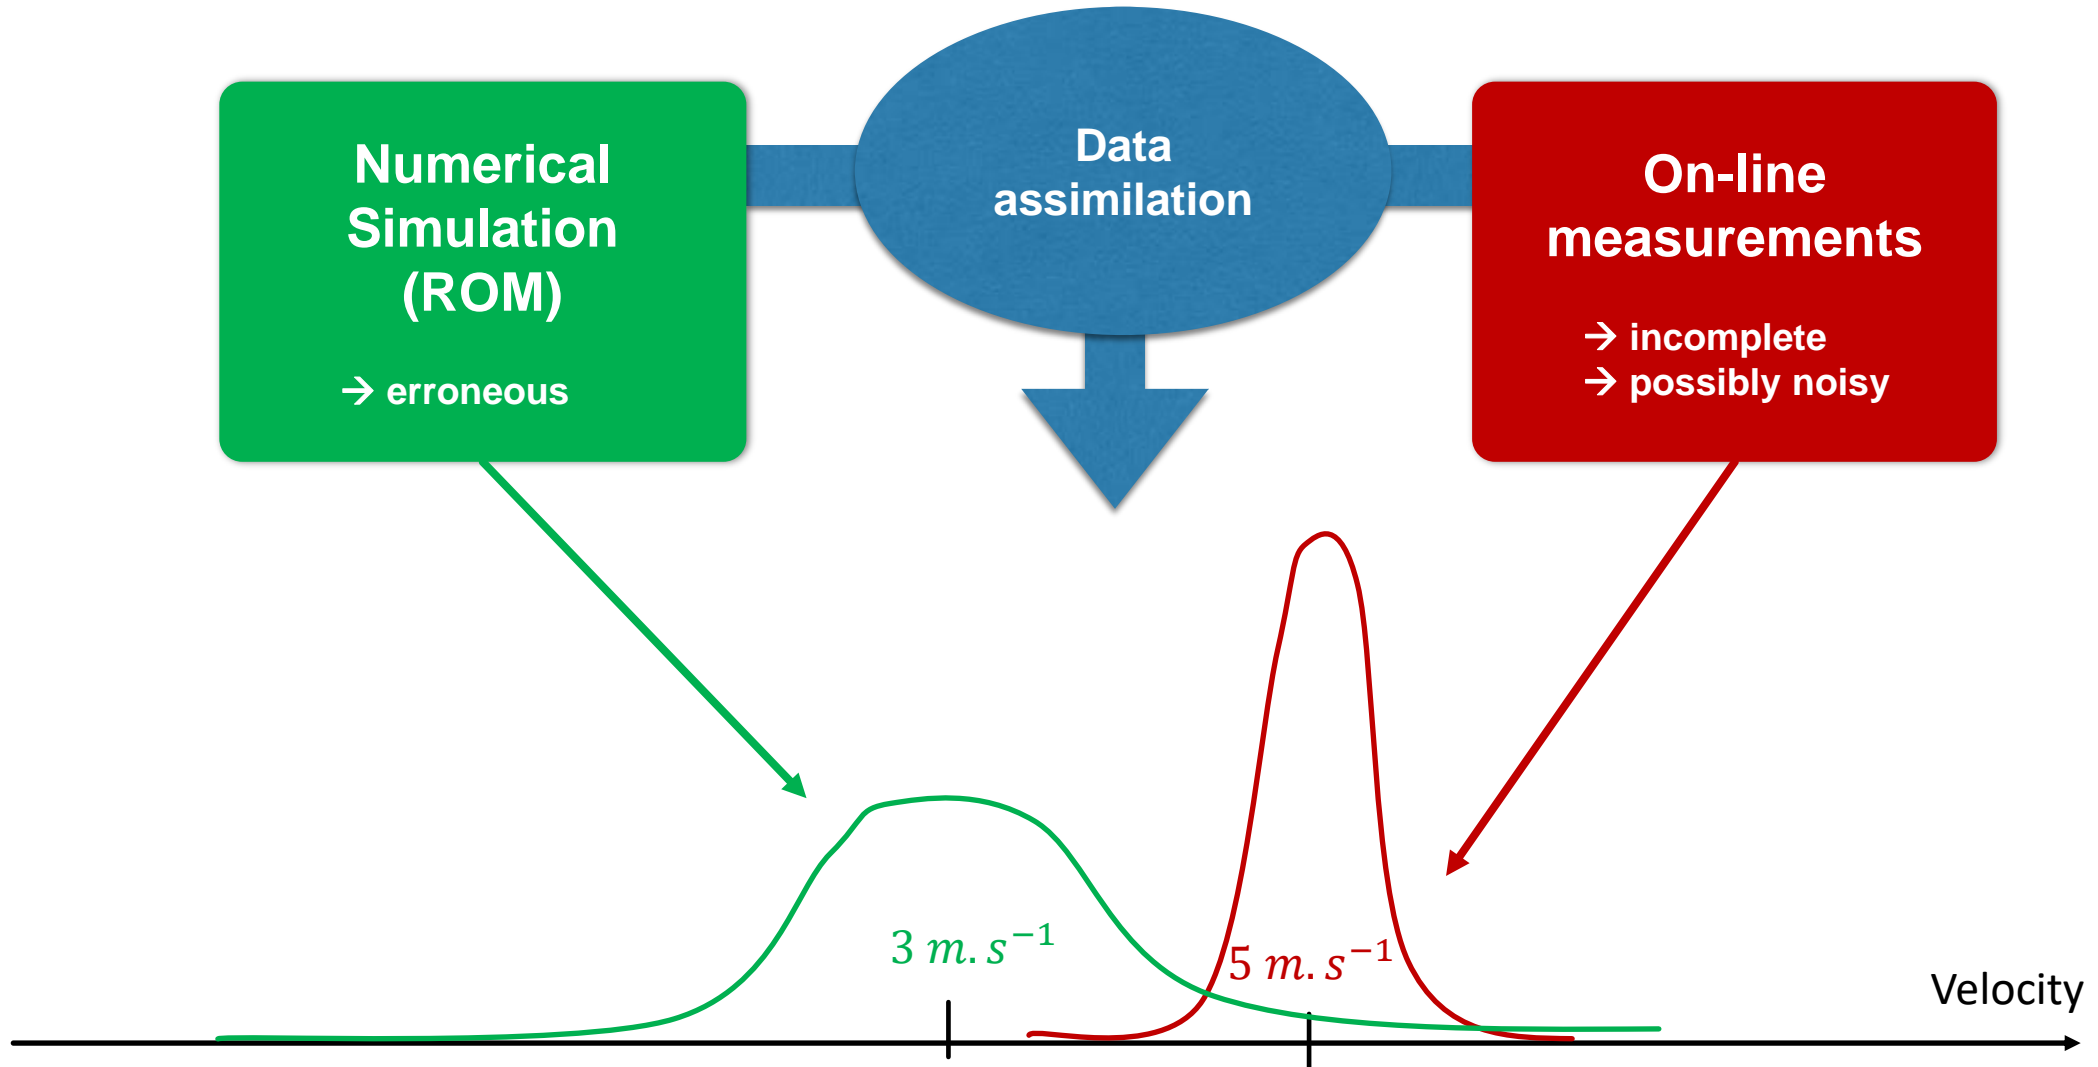 Numerical
Simulation
(ROM)
→ erroneous
Data
assimilation
On-line
measurements
→ incomplete
→ possibly noisy
3 m.s⁻¹
5 m.s⁻¹
Velocity